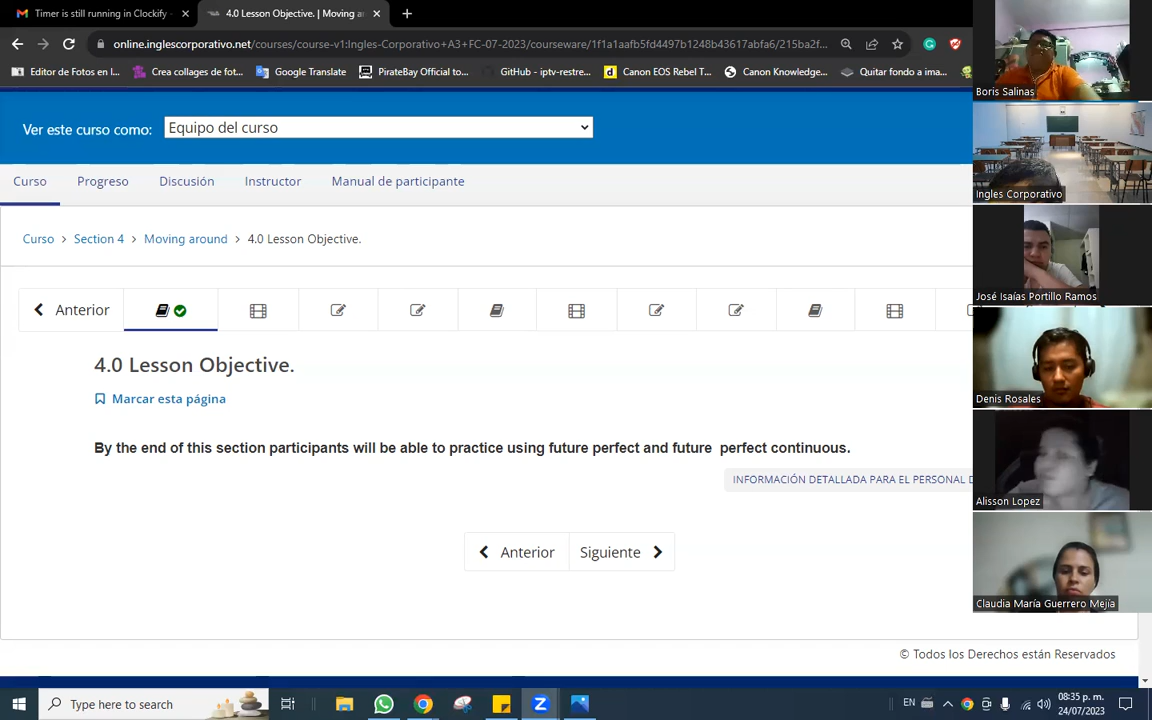 Timer is still running in Clockify
4.0 Lesson Objective. | Moving ar
online.inglescorporativo.net/courses/course-v1:Ingles-Corporativo+A3+FC-07-2023/courseware/1f1a1aafb5fd4497b1248b43617abfa6/215ba2f...
Editor de Fotos en l...
Crea collages de fot...
Google Translate
PirateBay Official to...
GitHub - iptv-restre...
Canon EOS Rebel T...
Canon Knowledge...
Quitar fondo a ima...
Ver este curso como:
Equipo del curso
Curso
Progreso
Discusión
Instructor
Manual de participante
Curso > Section 4 > Moving around > 4.0 Lesson Objective.
Anterior
4.0 Lesson Objective.
Marcar esta página
By the end of this section participants will be able to practice using future perfect and future perfect continuous.
INFORMACIÓN DETALLADA PARA EL PERSONAL D
Anterior
Siguiente
© Todos los Derechos están Reservados
Boris Salinas
Ingles Corporativo
José Isaías Portillo Ramos
Denis Rosales
Alisson Lopez
Claudia María Guerrero Mejía
Type here to search
EN
08:35 p. m.
24/07/2023